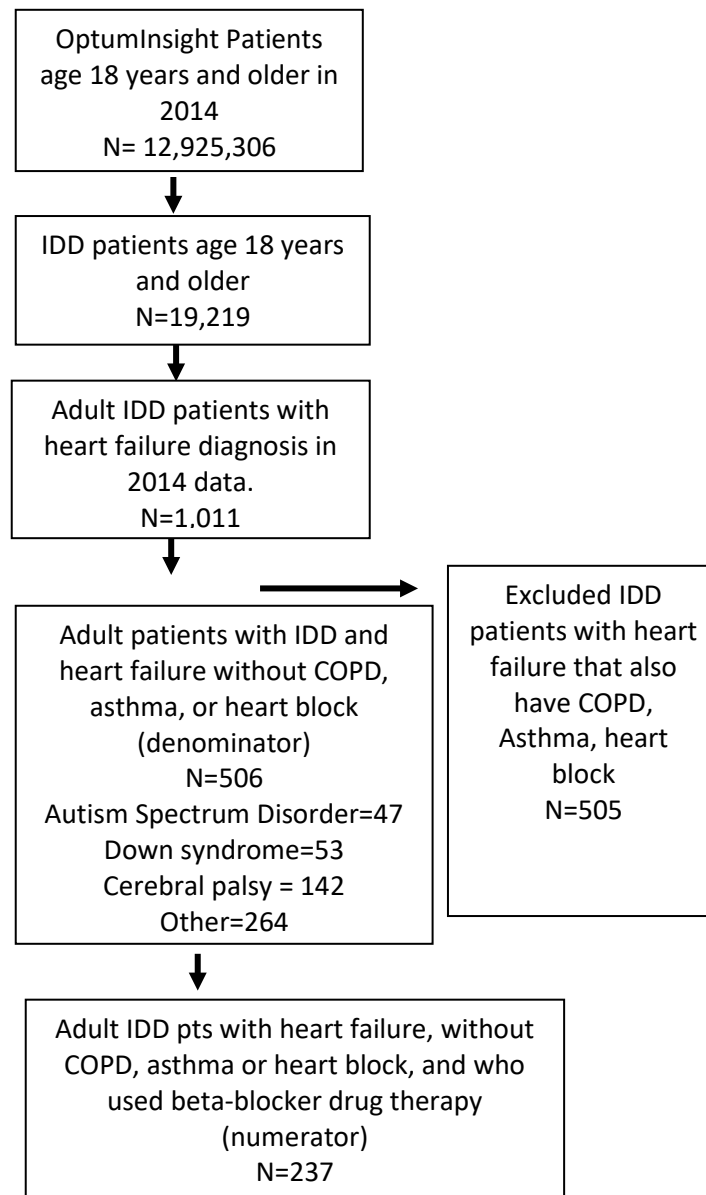 OptumInsight Patients
age 18 years and older in
2014
N= 12,925,306
IDD patients age 18 years
and older
N=19,219
Adult IDD patients with
heart failure diagnosis in
2014 data.
N=1,011
Adult patients with IDD and
heart failure without COPD,
asthma, or heart block
(denominator)
N=506
Autism Spectrum Disorder=47
Down syndrome=53
Cerebral palsy = 142
Other=264
Excluded IDD
patients with heart
failure that also
have COPD,
Asthma, heart
block
N=505
Adult IDD pts with heart failure, without
COPD, asthma or heart block, and who
used beta-blocker drug therapy
(numerator)
N=237